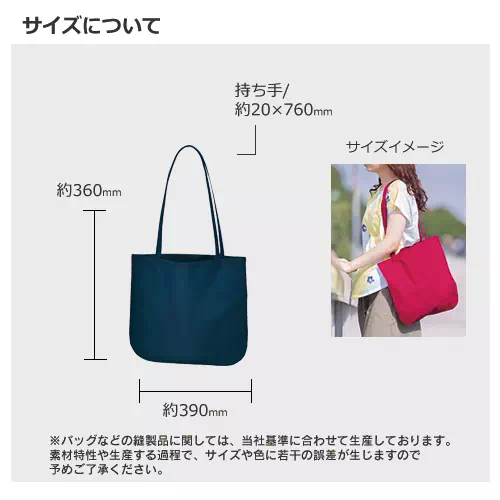 サイズについて
持ち手/
約20×760mm
サイズイメージ
約360mm
約390mm
※バッグなどの縫製品に関しては、当社基準に合わせて生産しております。
素材特性や生産する過程で、サイズや色に若干の誤差が生じますので
予めご了承ください。